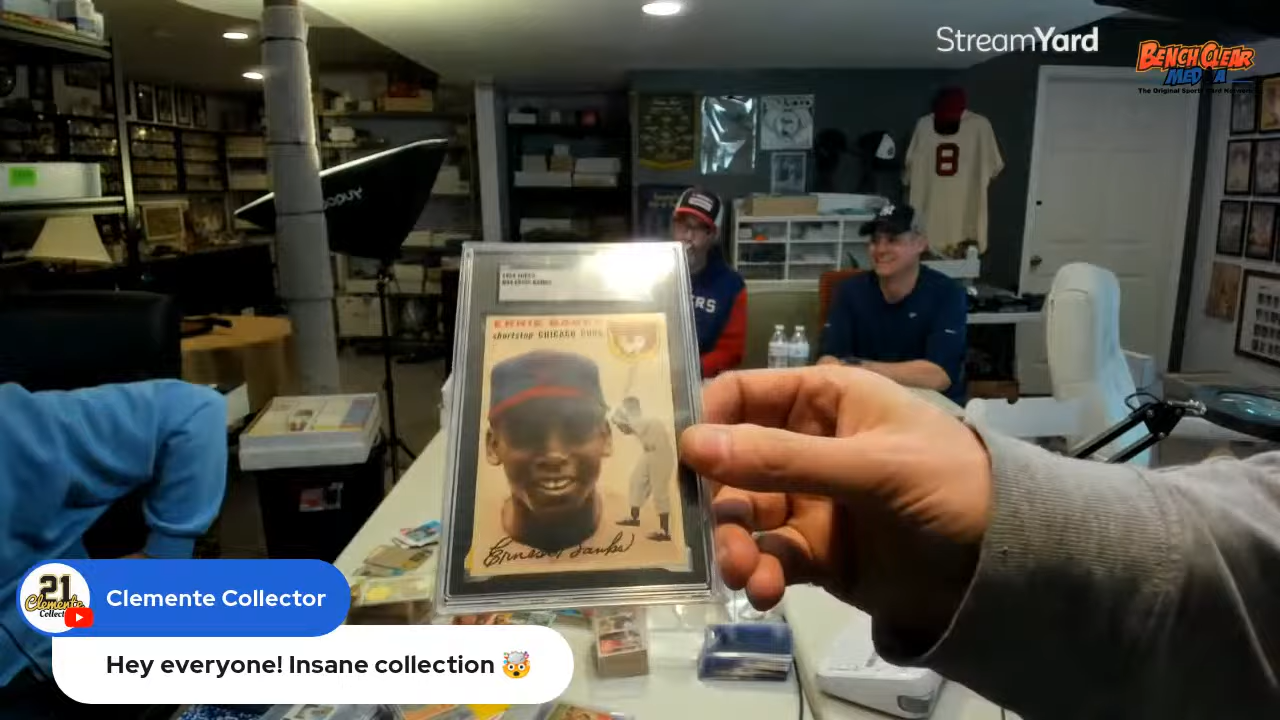 StreamYard
BENCH CLEAR
MEDIA
The Original Sports Card Network
8
ERNIE BANKS
shortstop CHICAGO CUBS
Ernest Banks
21
Clemente
Clemente Collector
Hey everyone! Insane collection 🤯